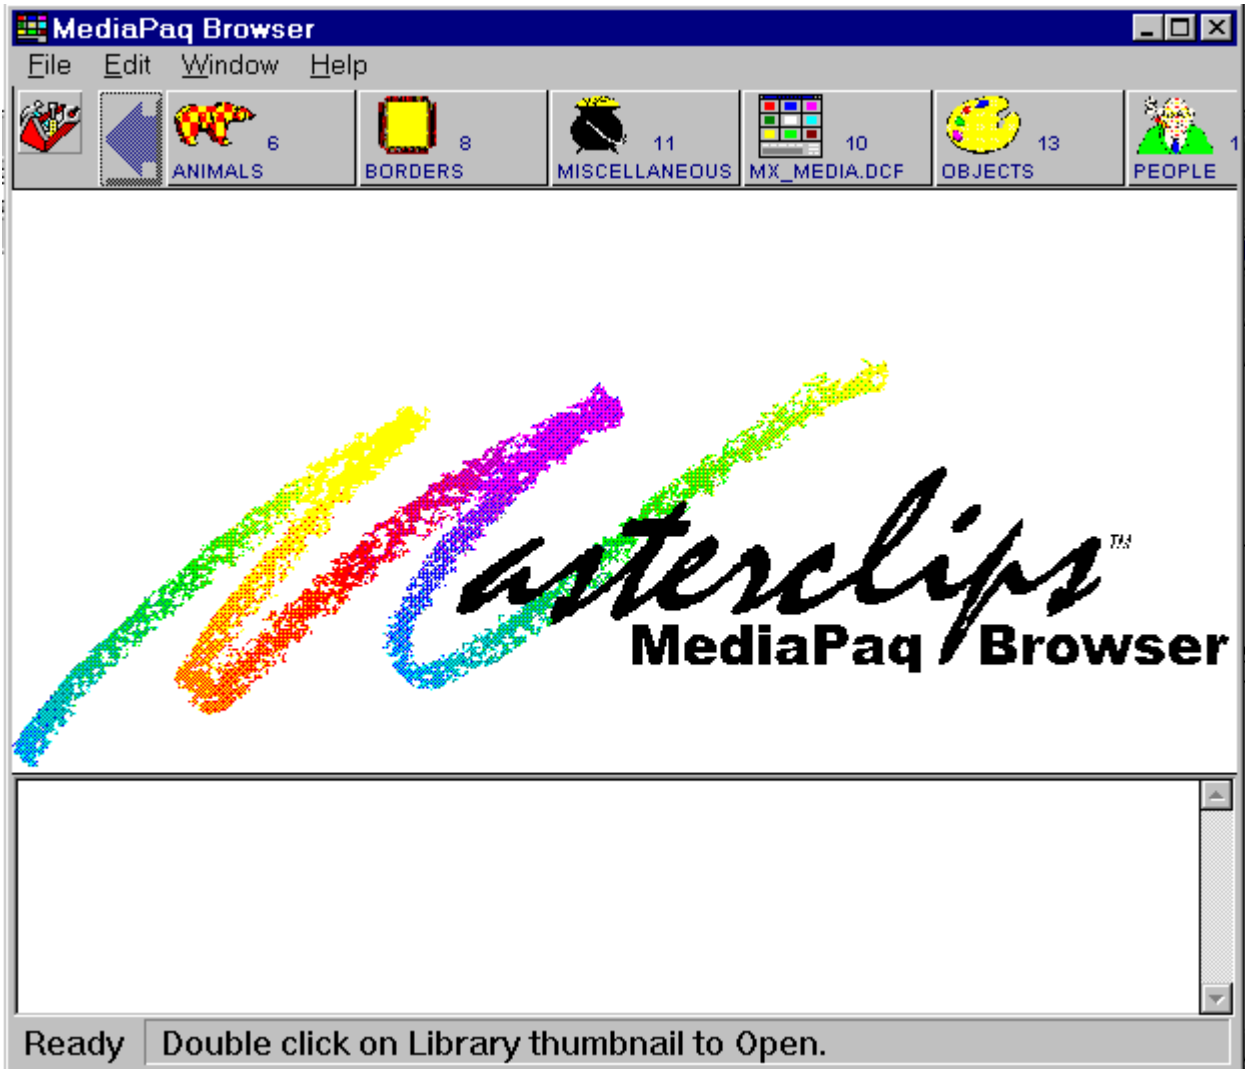 MediaPaq Browser
File Edit Window Help
6 8 11 10 13 1
ANIMALS BORDERS MISCELLANEOUS MX_MEDIA.DCF OBJECTS PEOPLE
Masterclips™
MediaPaq Browser
Ready Double click on Library thumbnail to Open.